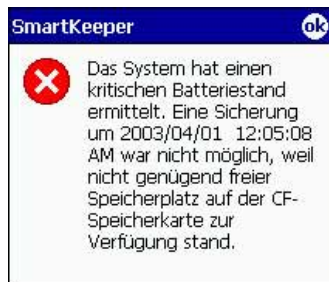 SmartKeeper ok
Das System hat einen
kritischen Batteriestand
ermittelt. Eine Sicherung
um 2003/04/01 12:05:08
AM war nicht möglich, weil
nicht genügend freier
Speicherplatz auf der CF-
Speicherkarte zur
Verfügung stand.